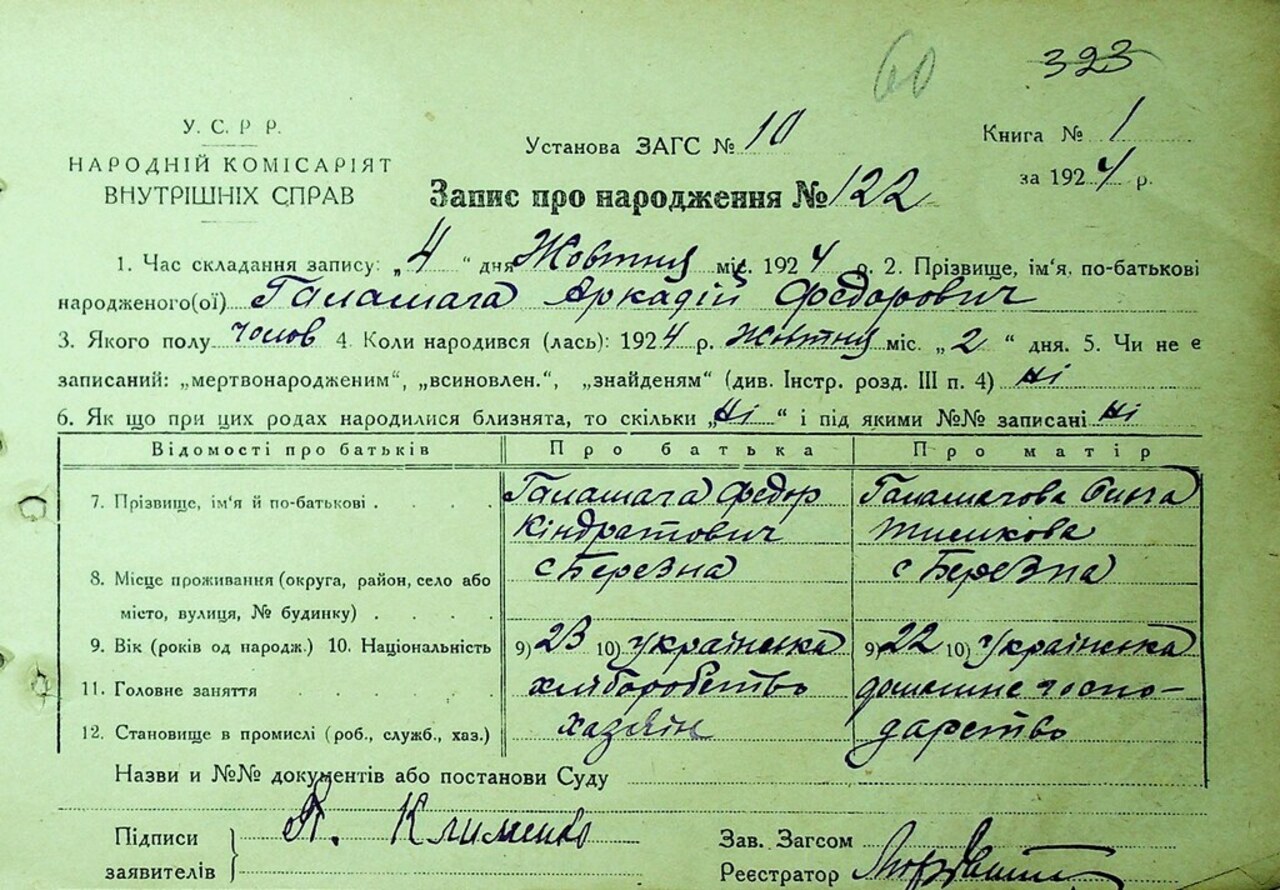 60
323
У. С. Р Р.
НАРОДНІЙ КОМІСАРІЯТ
ВНУТРІШНІХ СПРАВ
Установа ЗАГС № 10
Книга № 1
за 1924 р.
Запис про народження № 122
1. Час складання запису: „4" дня Жовтня міс. 1924 р. 2. Прізвище, ім'я, по-батькові
народженого(ої) Галашага Аркадій Федорович
3. Якого полу чолов 4. Коли народився (лась): 1924 р. Жовтня міс. „2" дня. 5. Чи не є
записаний: „мертвонародженим", „всиновлен.", „знайденям" (див. Інстр. розд. III п. 4) Ні
6. Як що при цих родах народилися близнята, то скільки „Ні" і під якими №№ записані Ні
Відомості про батьків Про батька Про матір
7. Прізвище, ім'я й по-батькові . . . . Галашага Федор
Кіндратович
8. Місце проживання (округа, район, село або
місто, вулиця, № будинку) . . . .
с Березна с Березна
9. Вік (років од народж.) 10. Національність 9) 23 10) українська 9) 22 10) Українська
11. Головне заняття . . . . . хліборобство домашне госпо-
12. Становище в промислі (роб., служб., хаз.) хазяїн дарство
Назви и №№ документів або постанови Суду
Підписи
заявителів
П. Клименко
Зав. Загсом
Реєстратор